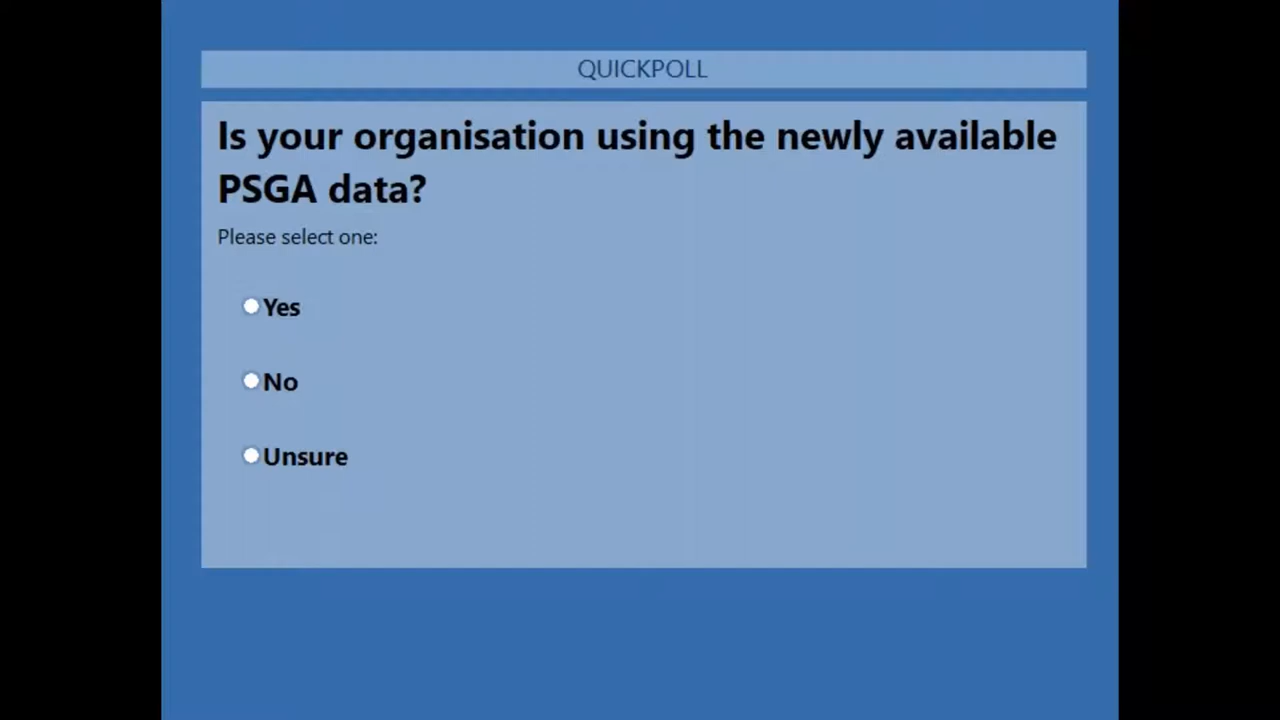 QUICKPOLL
Is your organisation using the newly available
PSGA data?
Please select one:
Yes
No
Unsure